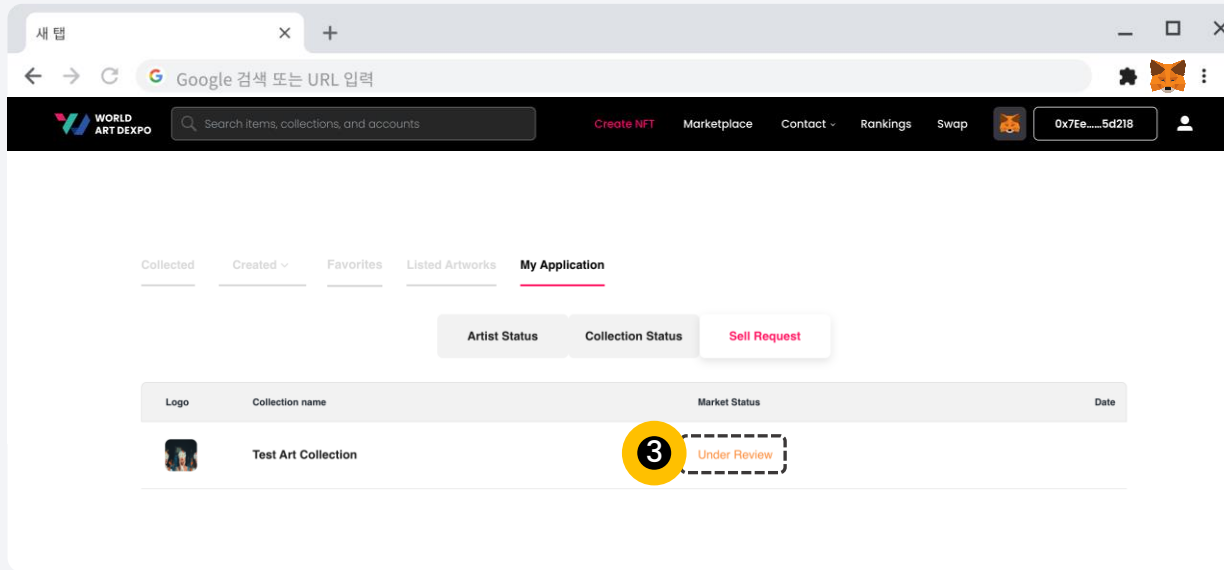 새 탭
Google 검색 또는 URL 입력
WORLD
ART DEXPO
Search items, collections, and accounts
Create NFT
Marketplace
Contact
Rankings
Swap
0x7Ee......5d218
Collected
Created
Favorites
Listed Artworks
My Application
Artist Status
Collection Status
Sell Request
Logo
Collection name
Market Status
Date
Test Art Collection
3
Under Review